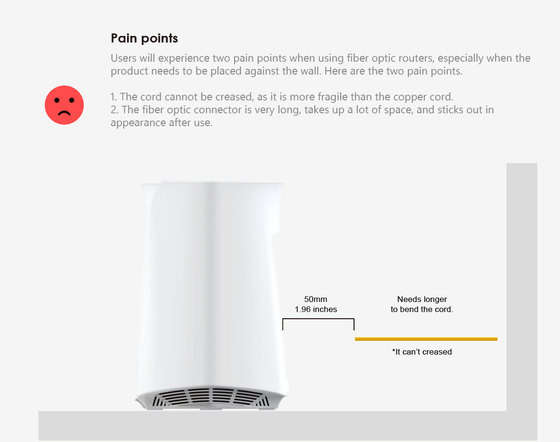 Pain points
Users will experience two pain points when using fiber optic routers, especially when the
product needs to be placed against the wall. Here are the two pain points.
1. The cord cannot be creased, as it is more fragile than the copper cord.
2. The fiber optic connector is very long, takes up a lot of space, and sticks out in
appearance after use.
50mm
1.96 inches
Needs longer
to bend the cord.
*It can't creased